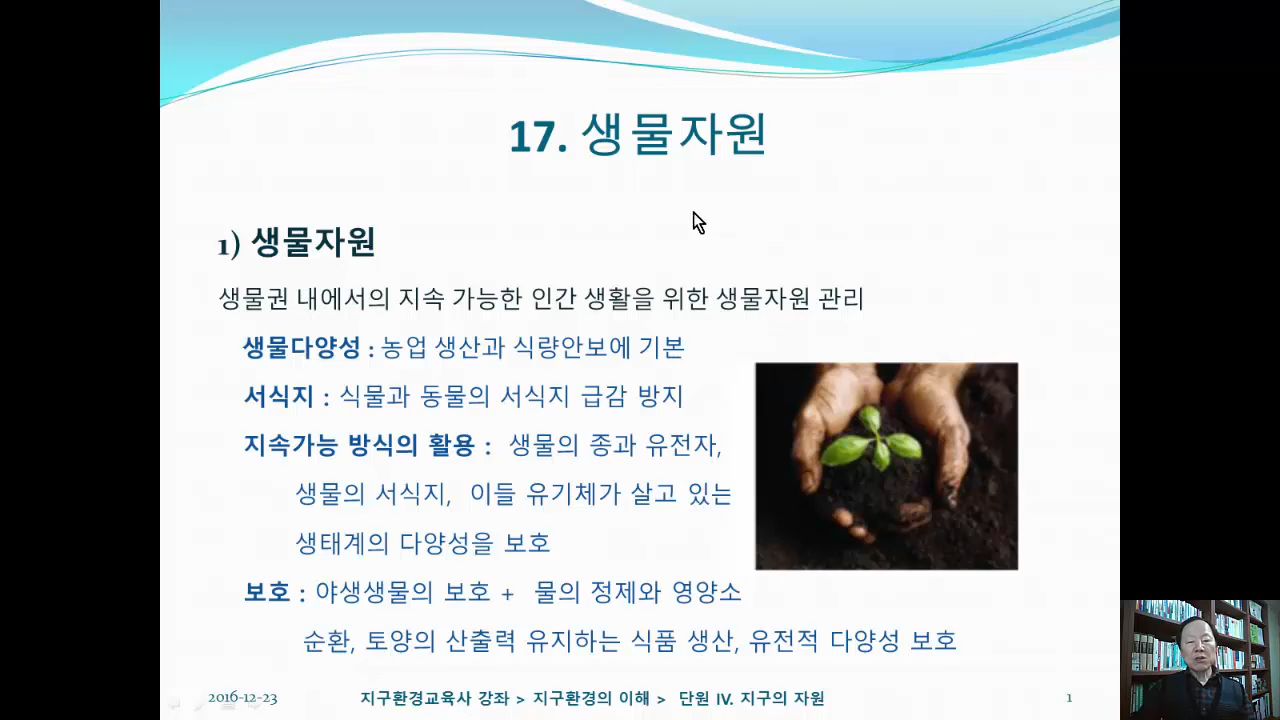 17. 생물자원
1) 생물자원
생물권 내에서의 지속 가능한 인간 생활을 위한 생물자원 관리
생물다양성 : 농업 생산과 식량안보에 기본
서식지 : 식물과 동물의 서식지 급감 방지
지속가능 방식의 활용 : 생물의 종과 유전자,
생물의 서식지, 이들 유기체가 살고 있는
생태계의 다양성을 보호
보호 : 야생생물의 보호 + 물의 정제와 영양소
순환, 토양의 산출력 유지하는 식품 생산, 유전적 다양성 보호
2016-12-23 지구환경교육사 강좌 > 지구환경의 이해 > 단원 IV. 지구의 자원 1